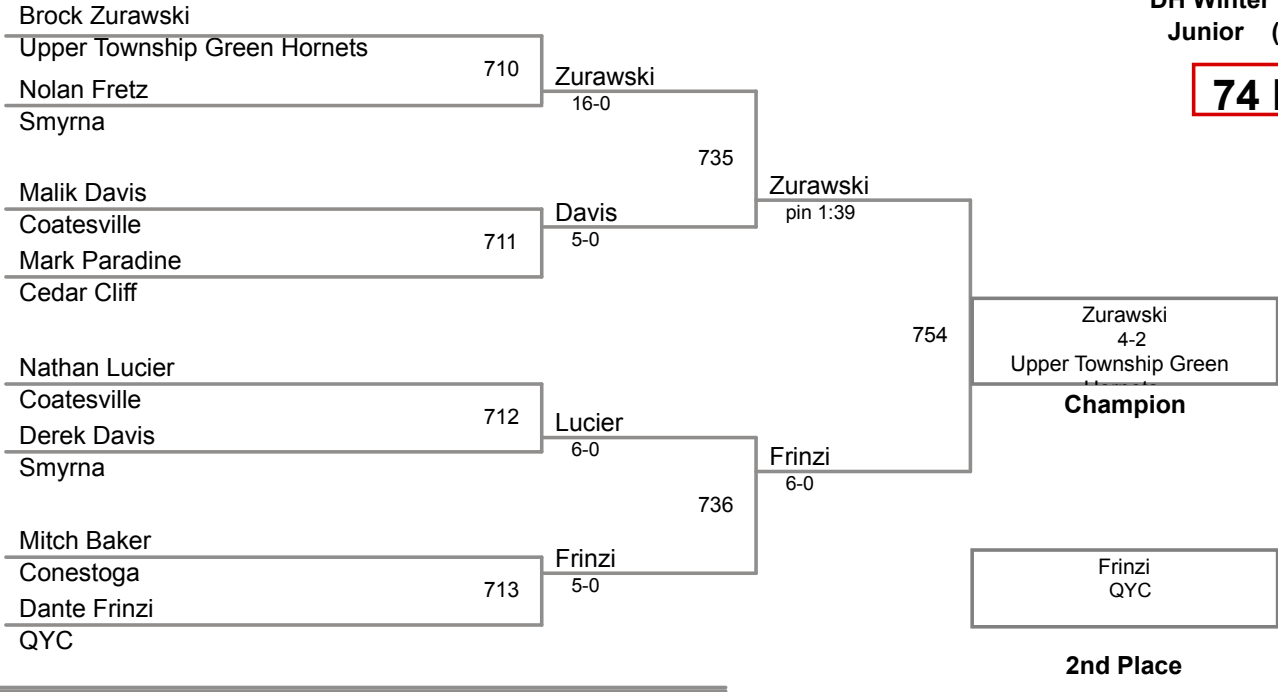 DH Winter
Junior (
74
Brock Zurawski
Upper Township Green Hornets
710
Nolan Fretz
Smyrna
Zurawski
16-0
735
Malik Davis
Coatesville
711
Mark Paradine
Cedar Cliff
Davis
5-0
Zurawski
pin 1:39
754
Nathan Lucier
Coatesville
712
Derek Davis
Smyrna
Lucier
6-0
736
Mitch Baker
Conestoga
713
Dante Frinzi
QYC
Frinzi
5-0
Frinzi
6-0
Zurawski
4-2
Upper Township Green
Hornets
Champion
Frinzi
QYC
2nd Place